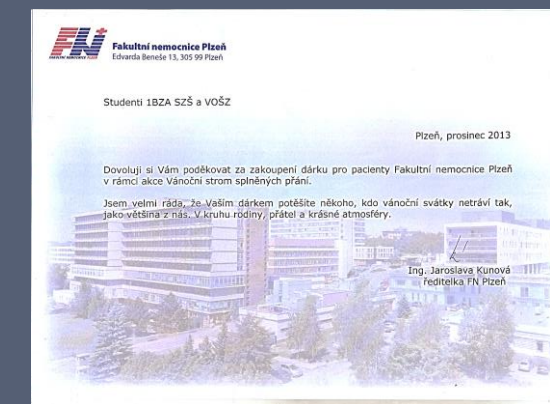 FN
FAKULTNÍ NEMOCNICE PLZEŇ
Fakultní nemocnice Plzeň
Edvarda Beneše 13, 305 99 Plzeň
Studenti 1BZA SZŠ a VOŠZ
Plzeň, prosinec 2013
Dovoluji si Vám poděkovat za zakoupení dárku pro pacienty Fakultní nemocnice Plzeň
v rámci akce Vánoční strom splněných přání.
Jsem velmi ráda, že Vaším dárkem potěšíte někoho, kdo vánoční svátky netráví tak,
jako většina z nás. V kruhu rodiny, přátel a krásné atmosféry.
Ing. Jaroslava Kunová
ředitelka FN Plzeň